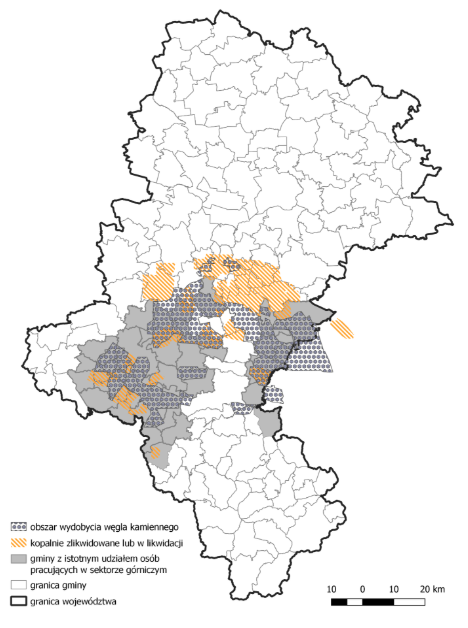 obszar wydobycia węgla kamiennego
kopalnie zlikwidowane lub w likwidacji
gminy z istotnym udziałem osób
pracujących w sektorze górniczym
granica gminy
granica województwa
10 0 10 20 km